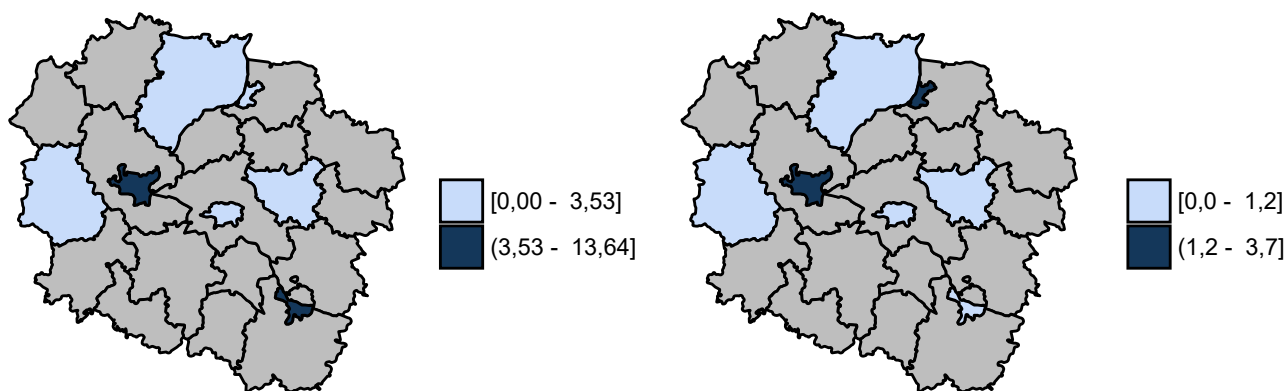 [0,00 -  3,53]
(3,53 -  13,64]
[0,0 -  1,2]
(1,2 -  3,7]